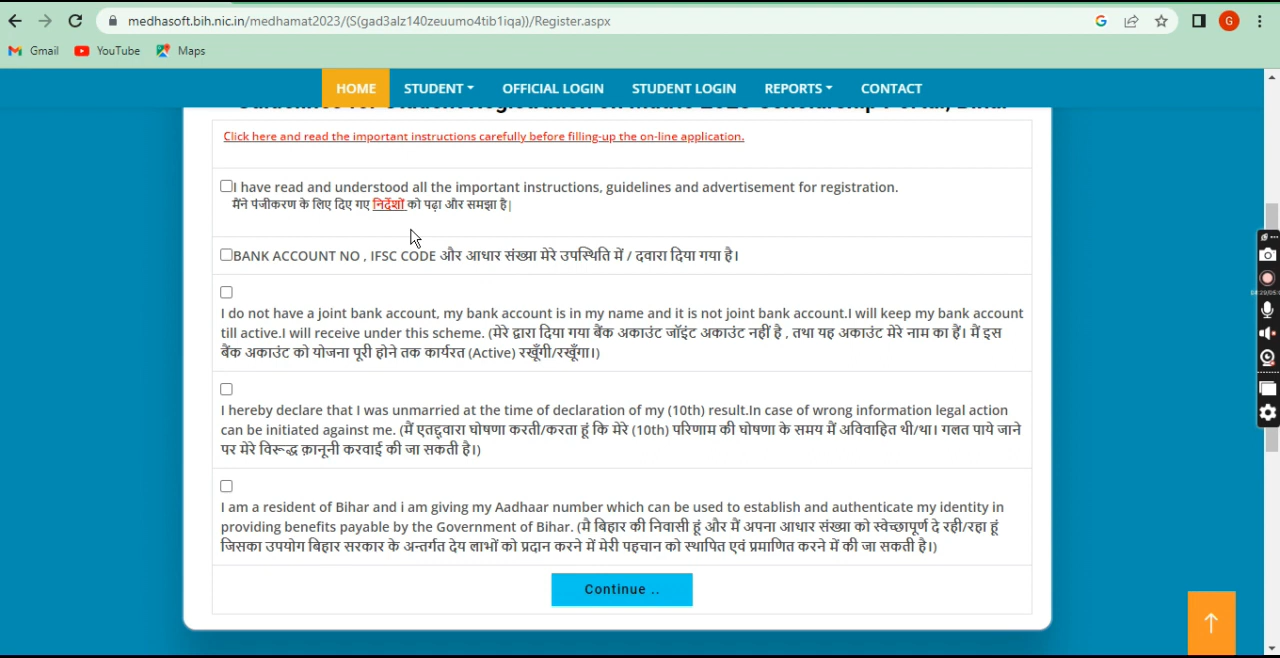 medhasoft.bih.nic.in/medhamat2023/(S(gad3alz140zeuumo4tib1iqa))/Register.aspx
G
Gmail YouTube Maps
HOME STUDENT OFFICIAL LOGIN STUDENT LOGIN REPORTS CONTACT
Click here and read the important instructions carefully before filling-up the on-line application.
I have read and understood all the important instructions, guidelines and advertisement for registration.
मैंने पंजीकरण के लिए दिए गए निर्देशों को पढ़ा और समझा है|
BANK ACCOUNT NO , IFSC CODE और आधार संख्या मेरे उपस्थिति में / दवारा दिया गया है।
I do not have a joint bank account, my bank account is in my name and it is not joint bank account.I will keep my bank account
till active.I will receive under this scheme. (मेरे द्वारा दिया गया बैंक अकाउंट जॉइंट अकाउंट नहीं है , तथा यह अकाउंट मेरे नाम का हैं। मैं इस
बैंक अकाउंट को योजना पूरी होने तक कार्यरत (Active) रखूँगी/रखूँगा।)
I hereby declare that I was unmarried at the time of declaration of my (10th) result.In case of wrong information legal action
can be initiated against me. (मैं एतद्द्वारा घोषणा करती/करता हूं कि मेरे (10th) परिणाम की घोषणा के समय मैं अविवाहित थी/था। गलत पाये जाने
पर मेरे विरूद्ध क़ानूनी करवाई की जा सकती है।)
I am a resident of Bihar and i am giving my Aadhaar number which can be used to establish and authenticate my identity in
providing benefits payable by the Government of Bihar. (मै बिहार की निवासी हूं और मैं अपना आधार संख्या को स्वेच्छापूर्ण दे रही/रहा हूं
जिसका उपयोग बिहार सरकार के अन्तर्गत देय लाभों को प्रदान करने में मेरी पहचान को स्थापित एवं प्रमाणित करने में की जा सकती है।)
Continue ..